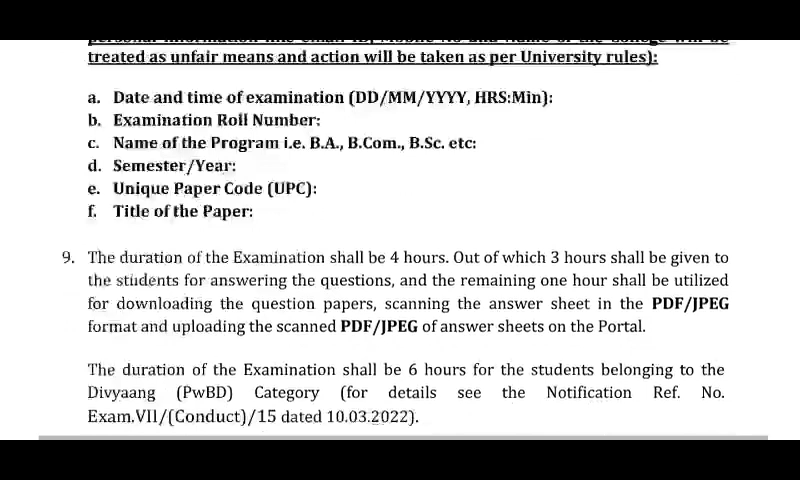 treated as unfair means and action will be taken as per University rules):
a. Date and time of examination (DD/MM/YYYY, HRS:Min):
b. Examination Roll Number:
c. Name of the Program i.e. B.A., B.Com., B.Sc. etc:
d. Semester/Year:
e. Unique Paper Code (UPC):
f. Title of the Paper:
9. The duration of the Examination shall be 4 hours. Out of which 3 hours shall be given to
the students for answering the questions, and the remaining one hour shall be utilized
for downloading the question papers, scanning the answer sheet in the PDF/JPEG
format and uploading the scanned PDF/JPEG of answer sheets on the Portal.
The duration of the Examination shall be 6 hours for the students belonging to the
Divyaang (PwBD) Category (for details see the Notification Ref. No.
Exam.VII/(Conduct)/15 dated 10.03.2022).